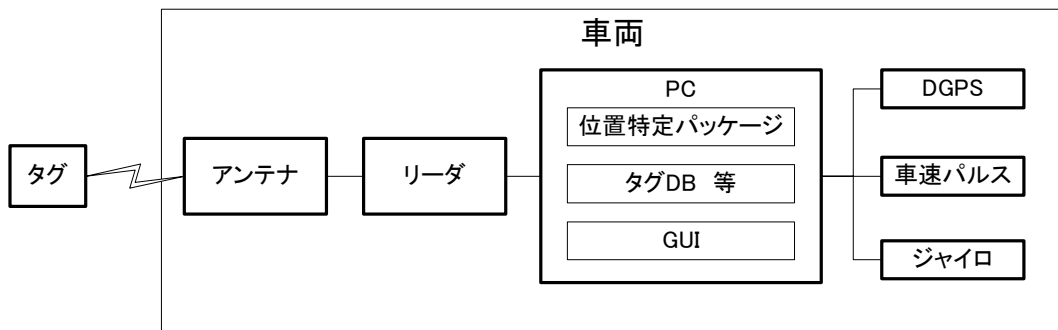 車両
タグ
アンテナ
リーダ
PC
位置特定パッケージ
タグDB 等
GUI
DGPS
車速パルス
ジャイロ